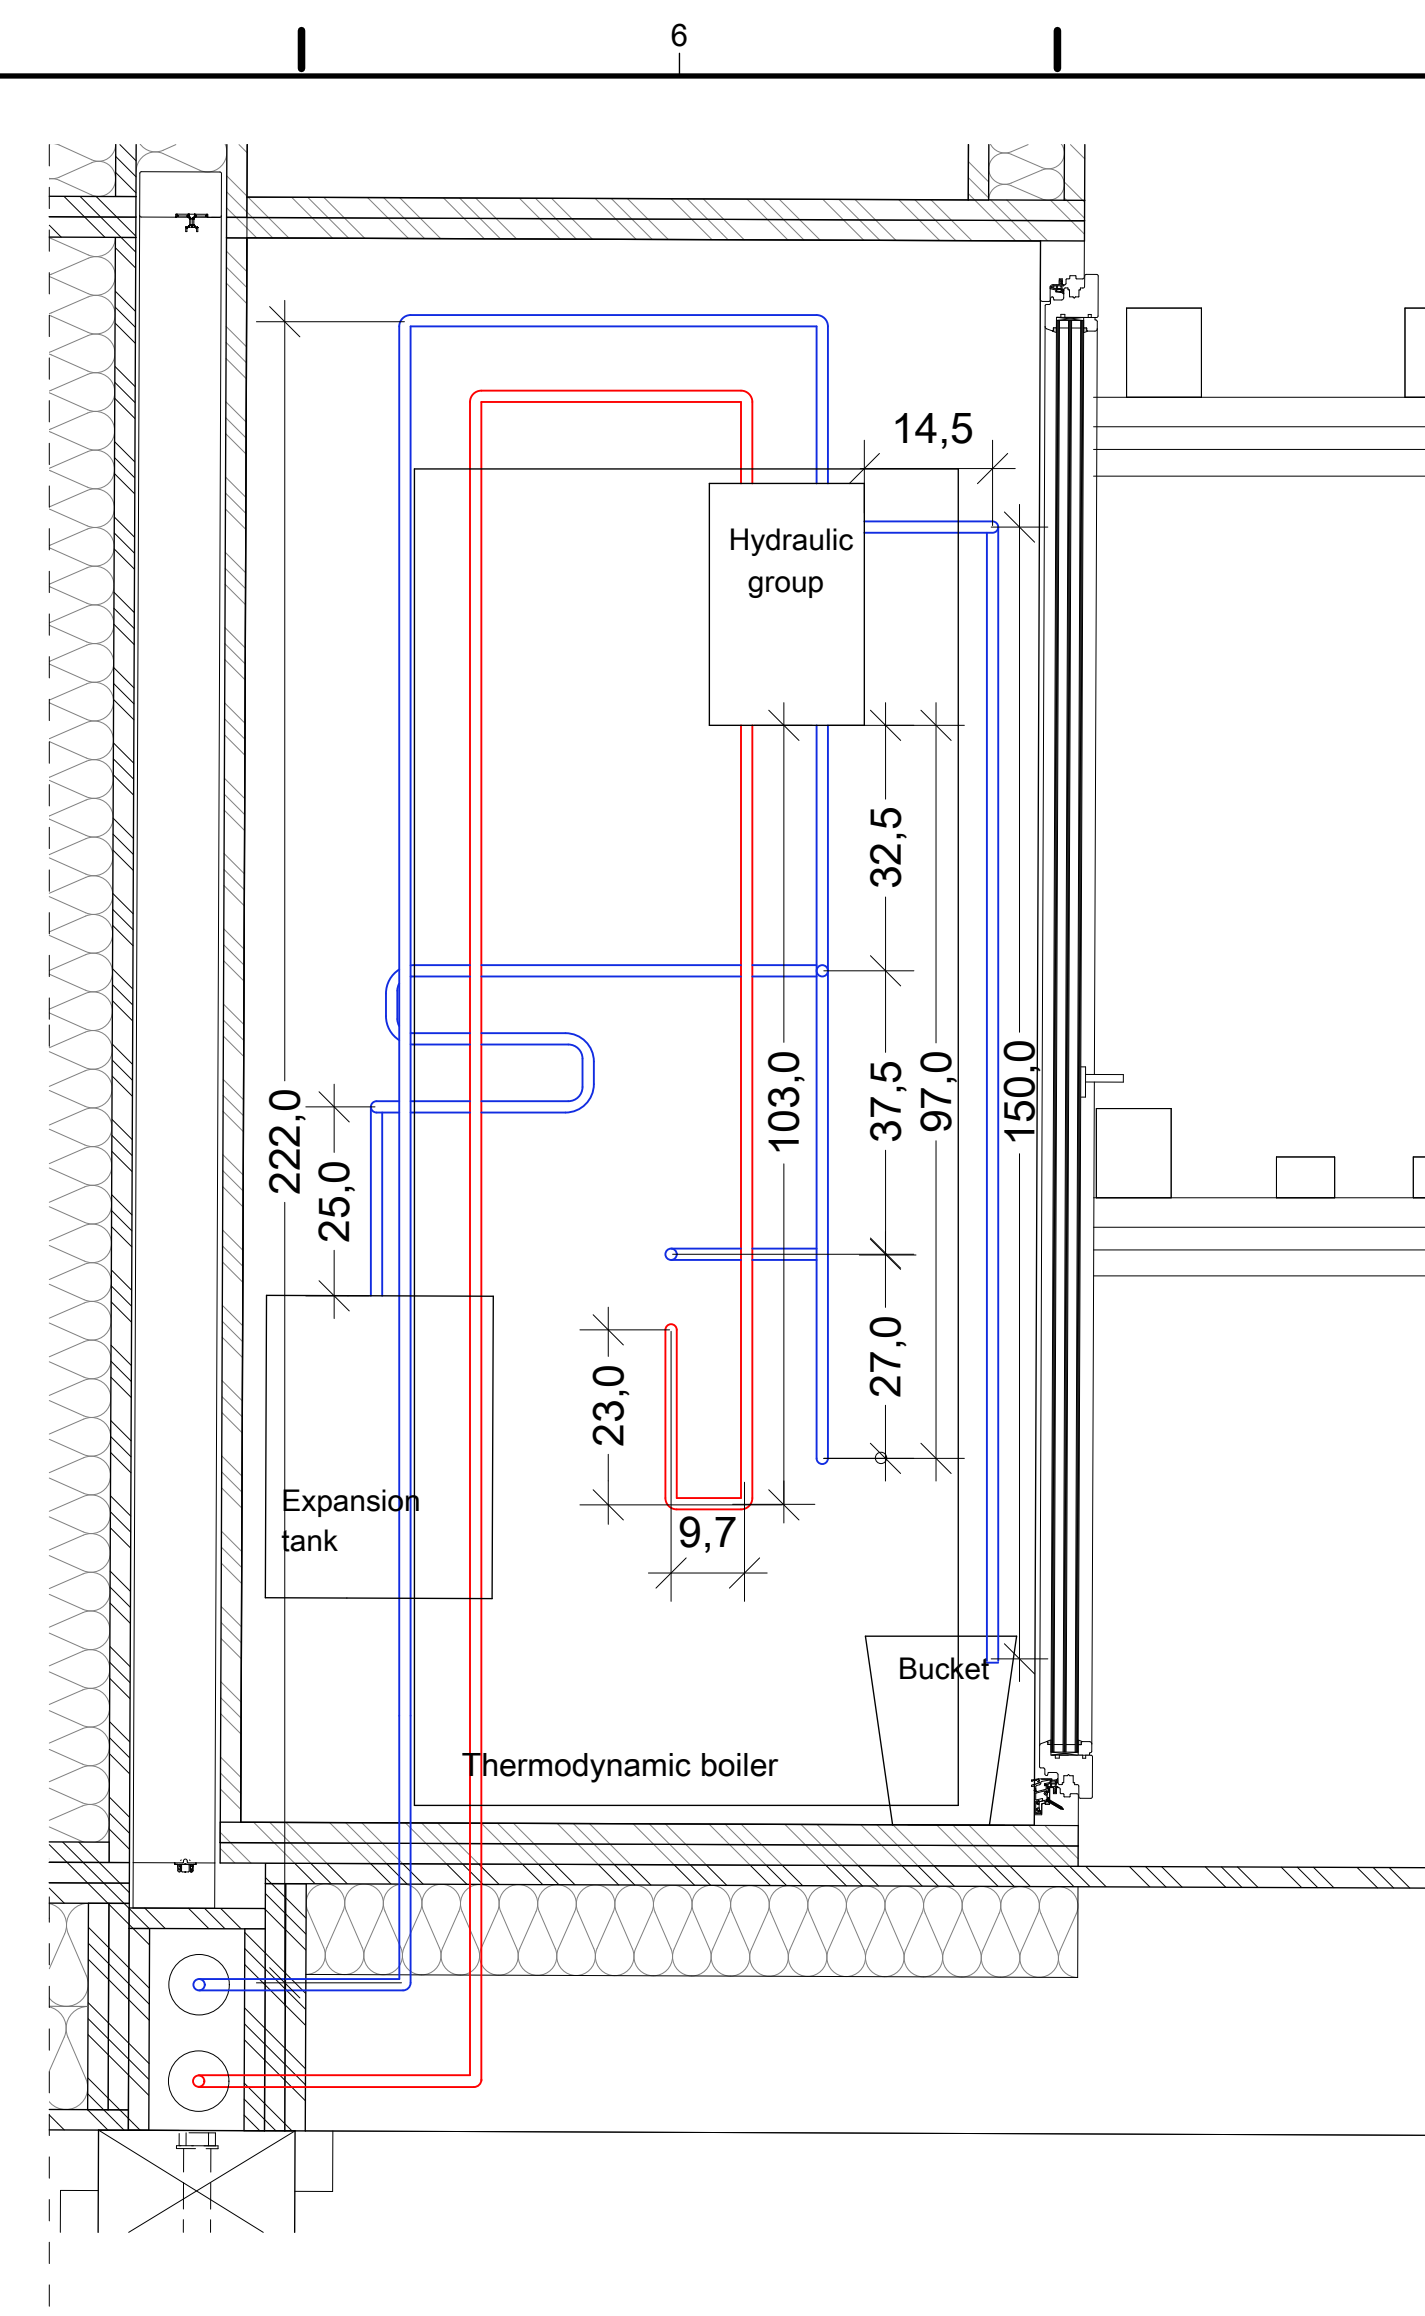 6
14,5
Hydraulic
group
32,5
37,5
97,0
103,0
150,0
222,0
25,0
27,0
23,0
9,7
Expansion
tank
Bucket
Thermodynamic boiler